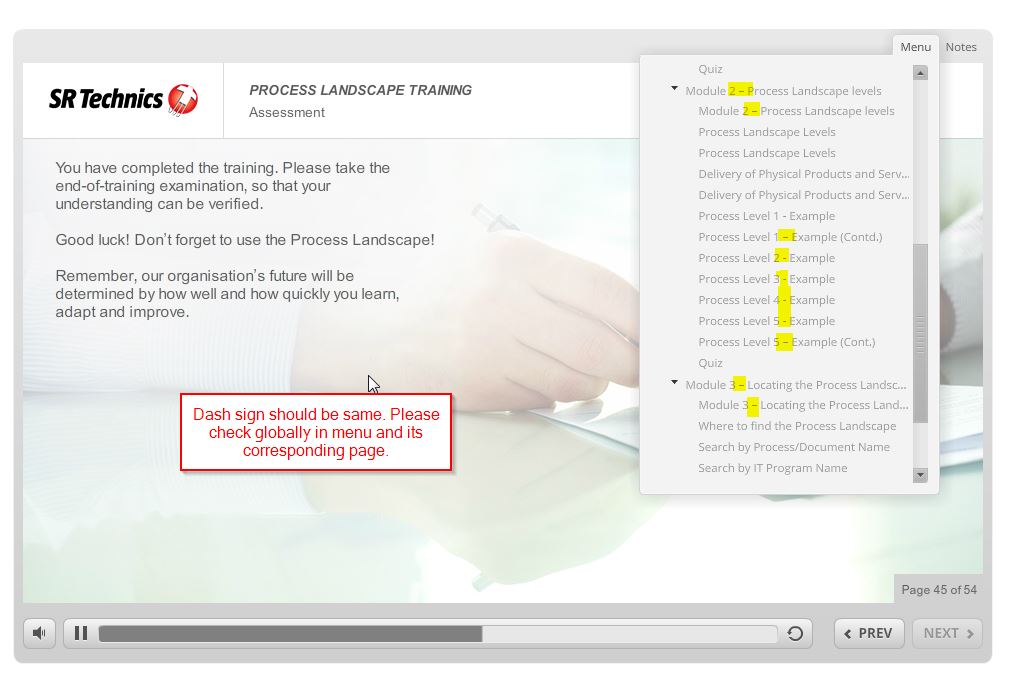 Menu
Notes
SR Technics
PROCESS LANDSCAPE TRAINING
Assessment
You have completed the training. Please take the
end-of-training examination, so that your
understanding can be verified.
Good luck! Don’t forget to use the Process Landscape!
Remember, our organisation’s future will be
determined by how well and how quickly you learn,
adapt and improve.
Dash sign should be same. Please
check globally in menu and its
corresponding page.
Quiz
Module 2 – Process Landscape levels
Module 2 – Process Landscape levels
Process Landscape Levels
Process Landscape Levels
Delivery of Physical Products and Serv...
Delivery of Physical Products and Serv...
Process Level 1 - Example
Process Level 1 – Example (Contd.)
Process Level 2 - Example
Process Level 3 - Example
Process Level 4 - Example
Process Level 5 - Example
Process Level 5 – Example (Cont.)
Quiz
Module 3 – Locating the Process Landsc...
Module 3 – Locating the Process Land...
Where to find the Process Landscape
Search by Process/Document Name
Search by IT Program Name
Page 45 of 54
PREV
NEXT